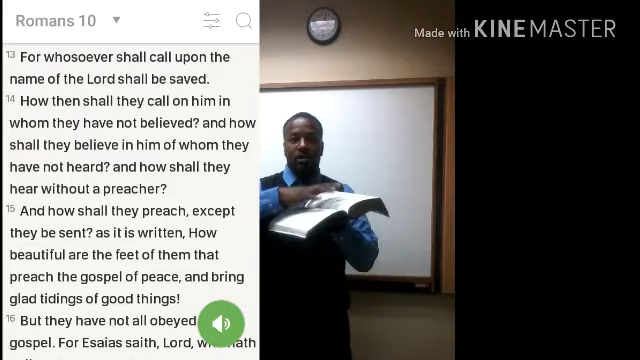 Romans 10
13 For whosoever shall call upon the
name of the Lord shall be saved.
14 How then shall they call on him in
whom they have not believed? and how
shall they believe in him of whom they
have not heard? and how shall they
hear without a preacher?
15 And how shall they preach, except
they be sent? as it is written, How
beautiful are the feet of them that
preach the gospel of peace, and bring
glad tidings of good things!
16 But they have not all obeyed
gospel. For Esaias saith, Lord,
Made with KINEMASTER